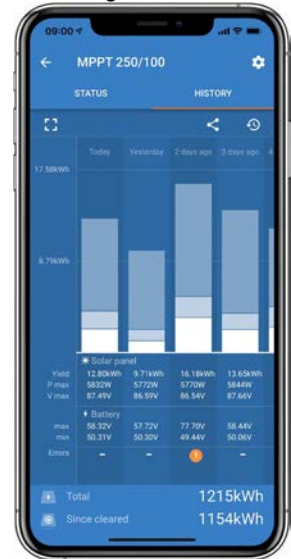 09:00
MPPT 250/100
STATUS HISTORY
Today Yesterday 2 days ago 3 days ago 4
17.58kWh
8.79kWh
Solar panel
Yield 12.80kWh 9.71kWh 16.18kWh 13.65kWh
P max 5832W 5772W 5770W 5844W
V max 87.49V 86.59V 86.54V 87.66V
Battery
max 58.32V 57.72V 77.70V 58.44V
min 50.31V 50.30V 49.44V 50.06V
Errors - - 1 -
Total 1215kWh
Since cleared 1154kWh